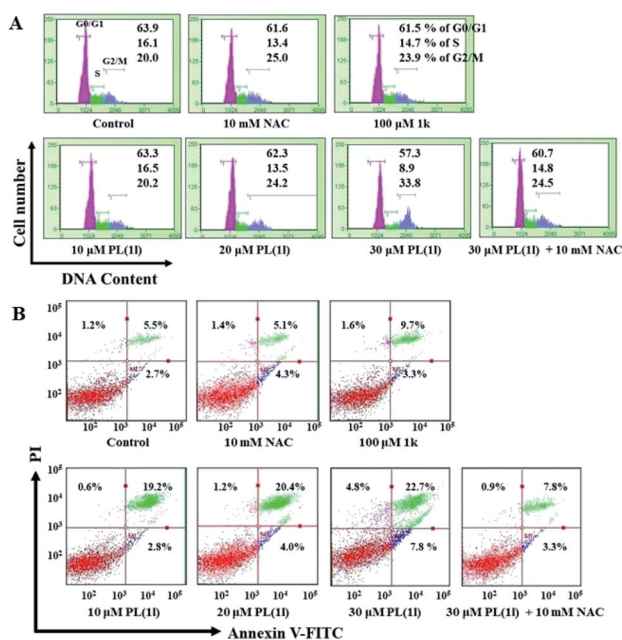 A
G0/G1
63.9
16.1
20.0
G2/M
S
Control
61.6
13.4
25.0
10 mM NAC
61.5 % of G0/G1
14.7 % of S
23.9 % of G2/M
100 μM 1k
63.3
16.5
20.2
10 μM PL(1l)
62.3
13.5
24.2
20 μM PL(1l)
57.3
8.9
33.8
30 μM PL(1l)
60.7
14.8
24.5
30 μM PL(1l) + 10 mM NAC
Cell number
DNA Content
B
1.2% 5.5%
2.7%
Control
1.4% 5.1%
4.3%
10 mM NAC
1.6% 9.7%
3.3%
100 μM 1k
0.6% 19.2%
2.8%
10 μM PL(1l)
1.2% 20.4%
4.0%
20 μM PL(1l)
4.8% 22.7%
7.8 %
30 μM PL(1l)
0.9% 7.8%
3.3%
30 μM PL(1l) + 10 mM NAC
PI
Annexin V-FITC